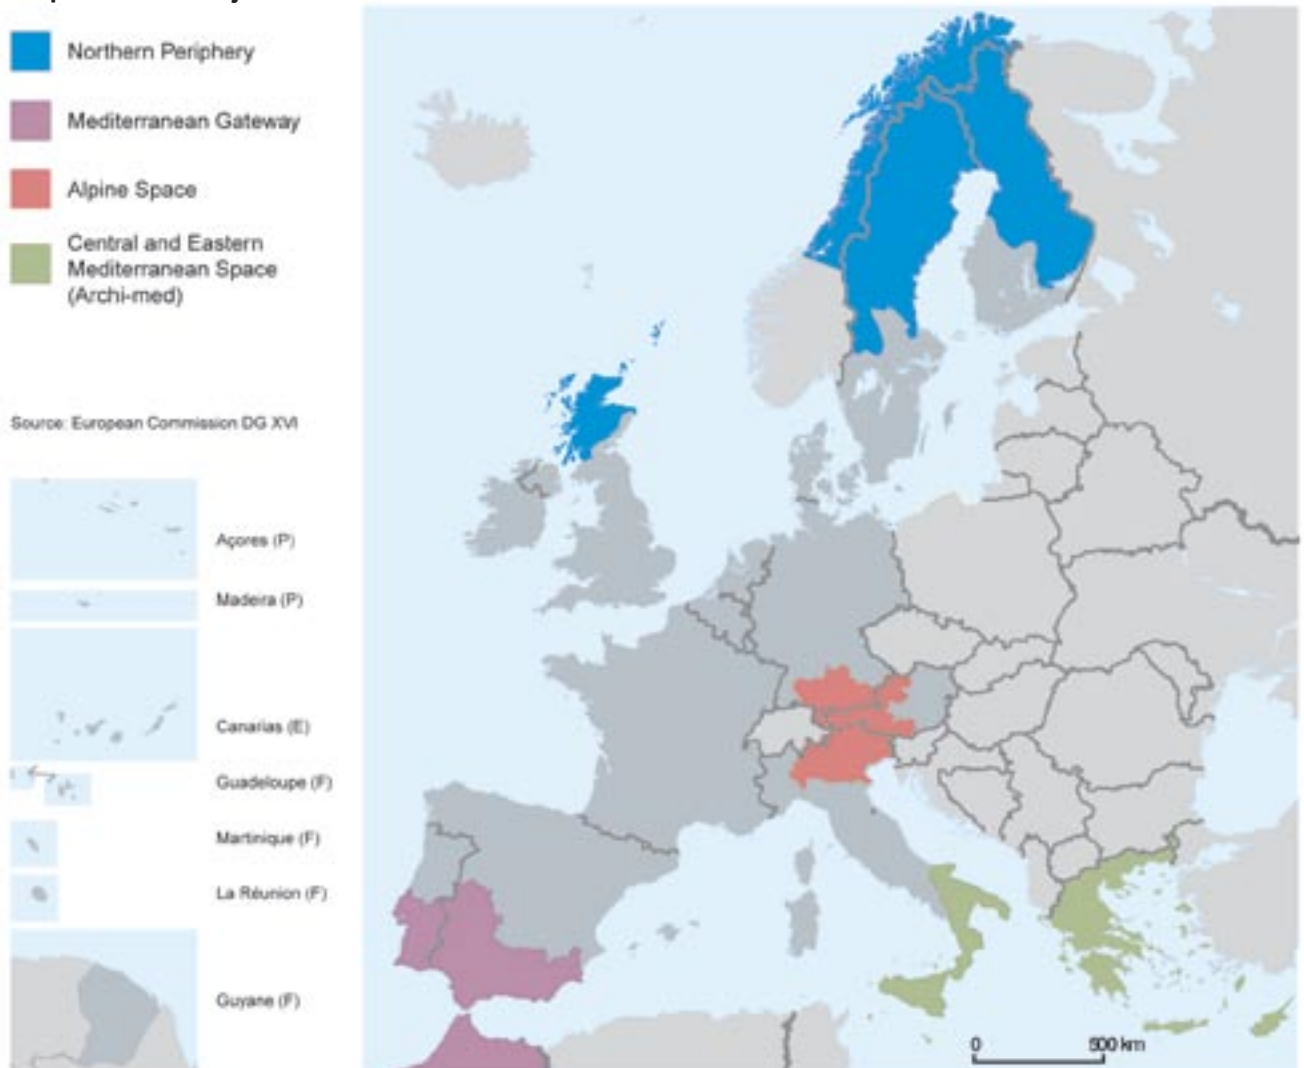 Northern Periphery
Mediterranean Gateway
Alpine Space
Central and Eastern
Mediterranean Space
(Archi-med)
Source: European Commission DG XVI
Açores (P)
Madeira (P)
Canarias (E)
Guadeloupe (F)
Martinique (F)
La Réunion (F)
Guyane (F)
0 500 km